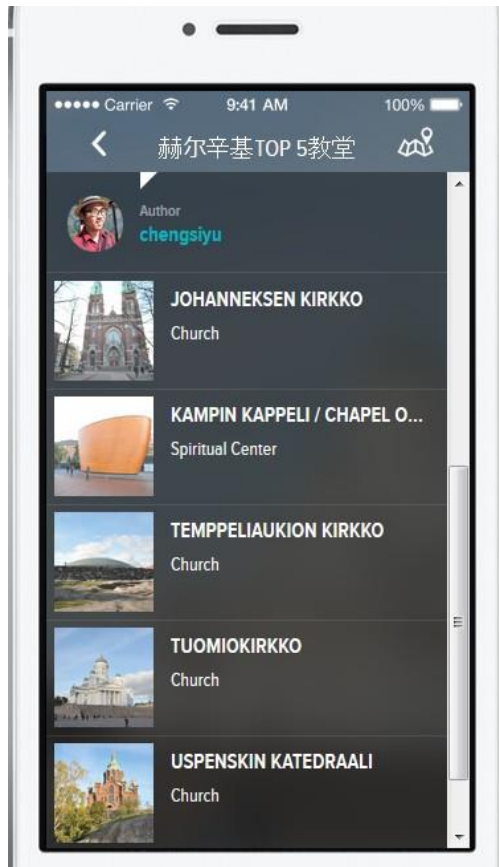 Carrier 9:41 AM 100%
赫尔辛基TOP 5教堂
Author
chengsiyu
JOHANNEKSEN KIRKKO
Church
KAMPIN KAPPELI / CHAPEL O...
Spiritual Center
TEMPPELIAUKION KIRKKO
Church
TUOMIOKIRKKO
Church
USPENSKIN KATEDRAALI
Church